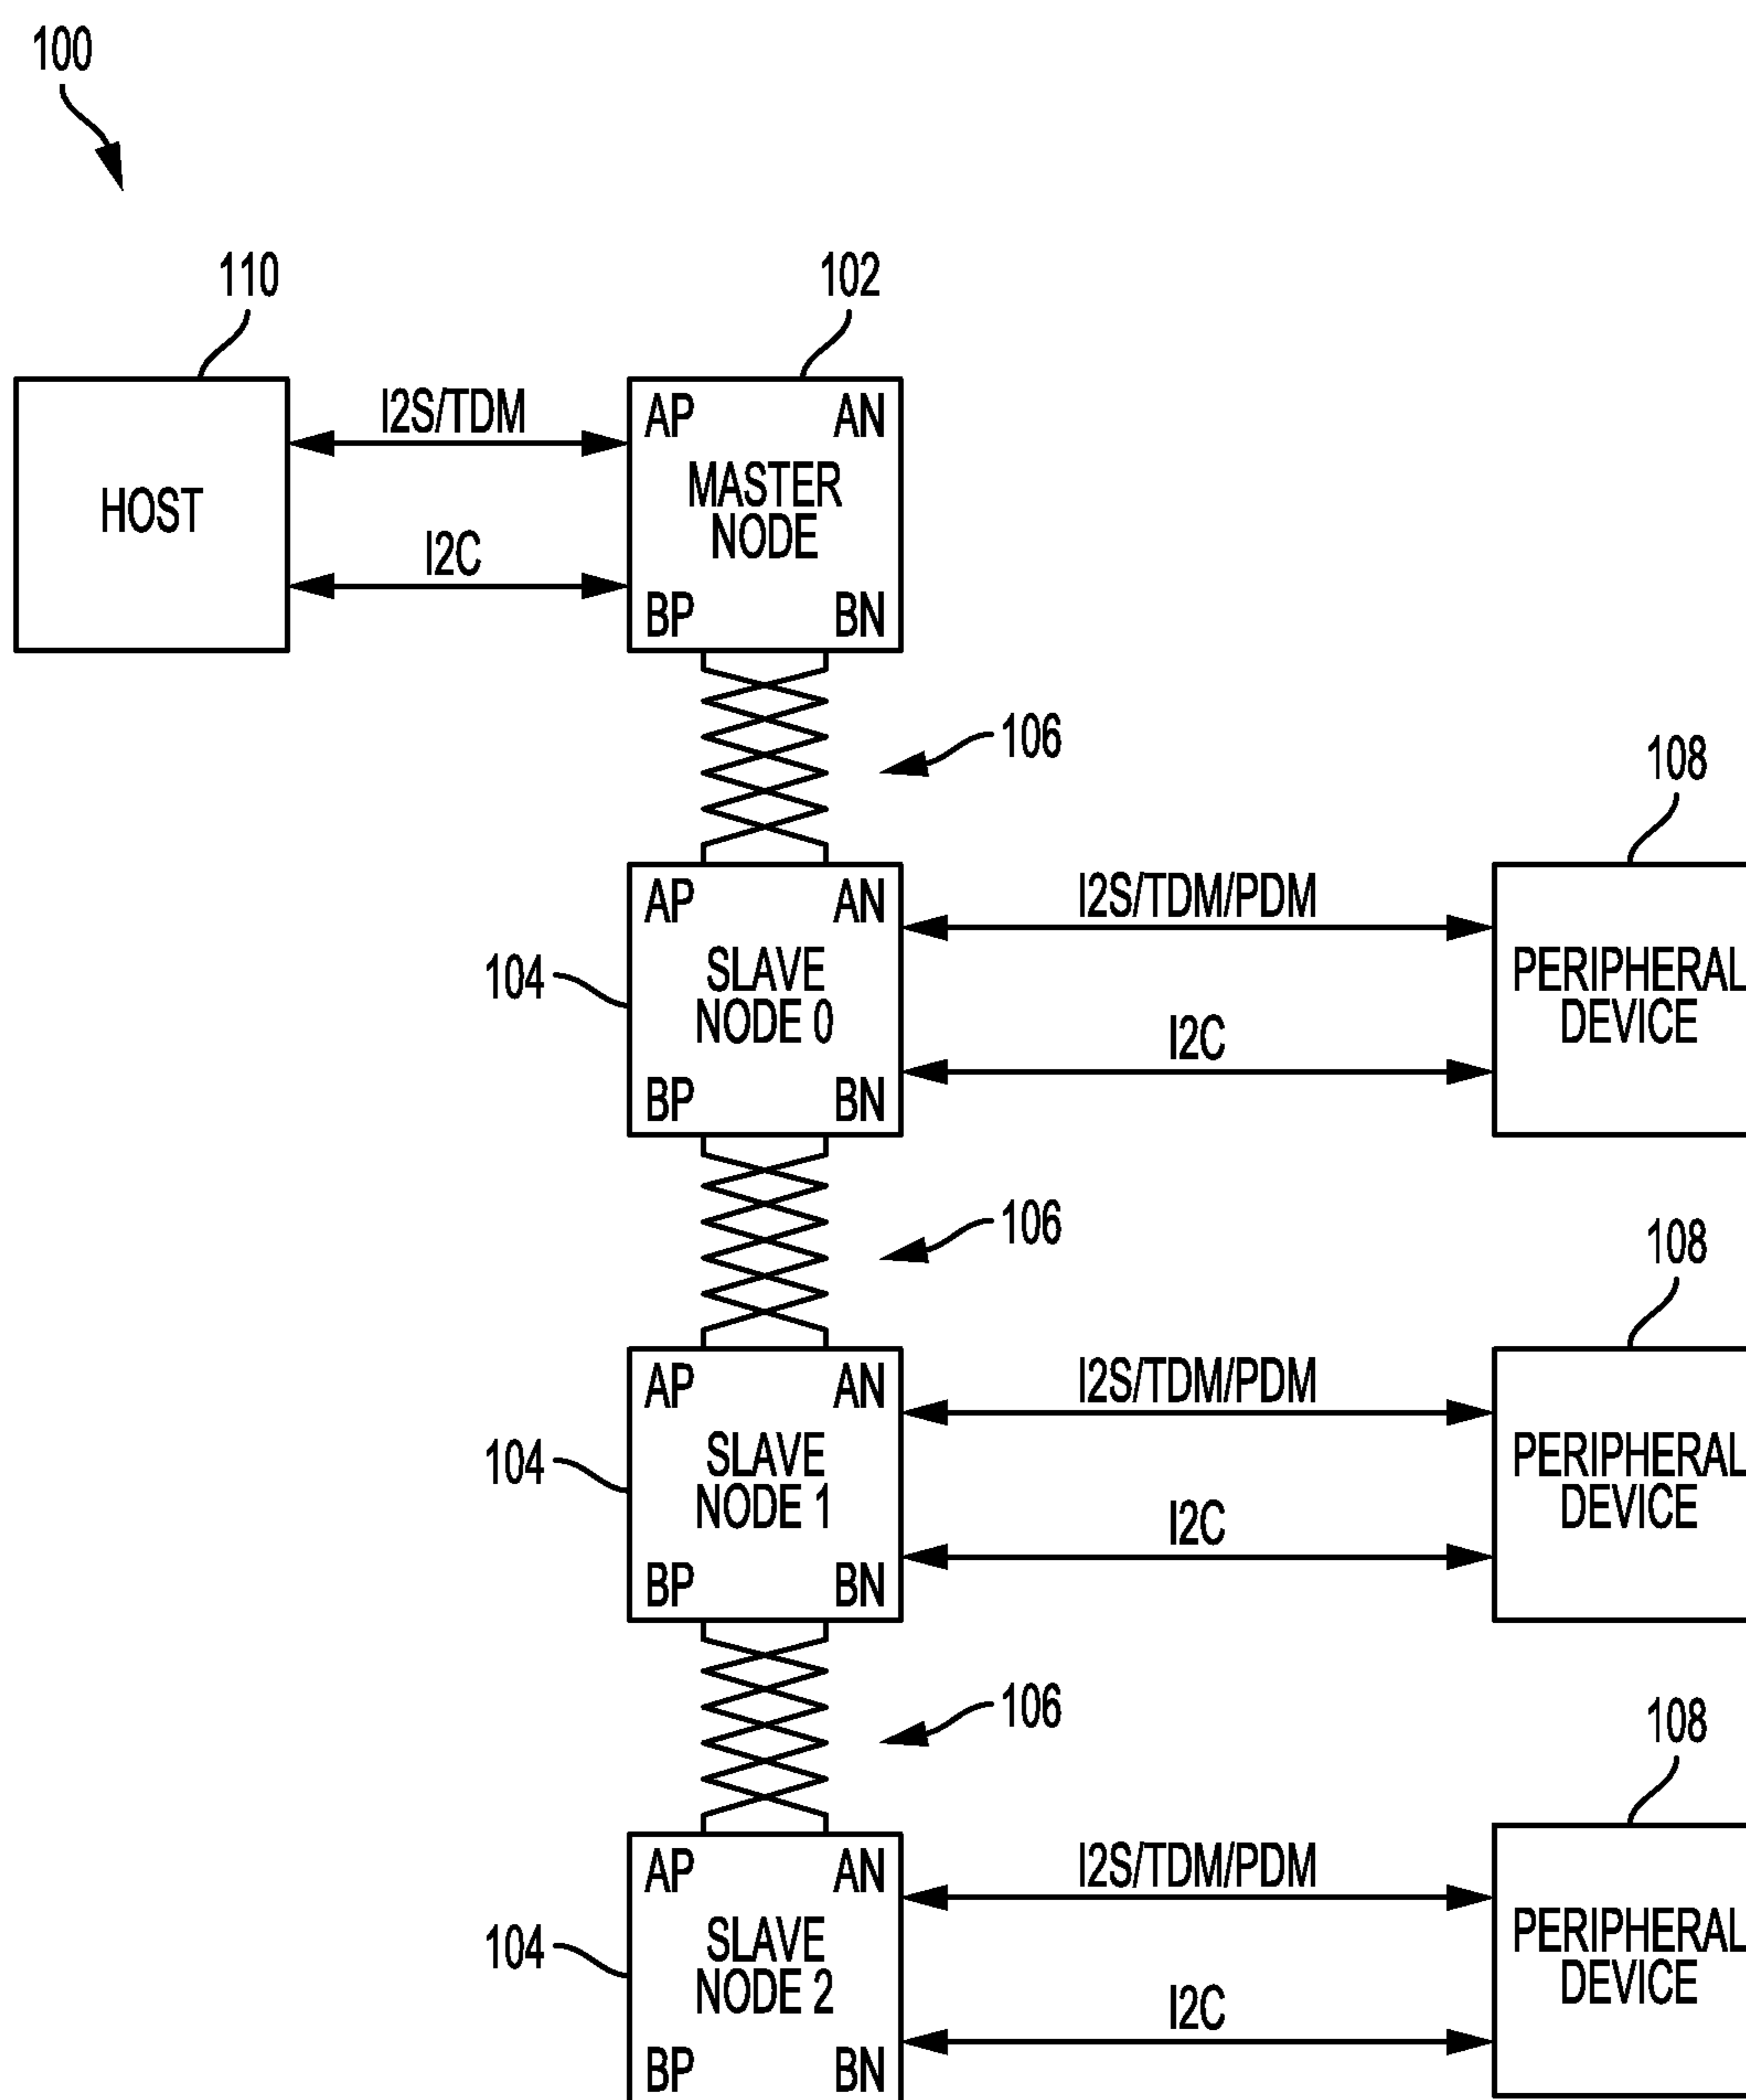 100
110
102
I2S/TDM
AP
AN
HOST
MASTER
NODE
I2C
BP
BN
106
108
AP
AN
I2S/TDM/PDM
104
SLAVE
NODE 0
PERIPHERAL
DEVICE
I2C
BP
BN
106
108
AP
AN
I2S/TDM/PDM
104
SLAVE
NODE 1
PERIPHERAL
DEVICE
I2C
BP
BN
106
108
AP
AN
I2S/TDM/PDM
104
SLAVE
NODE 2
PERIPHERAL
DEVICE
I2C
BP
BN